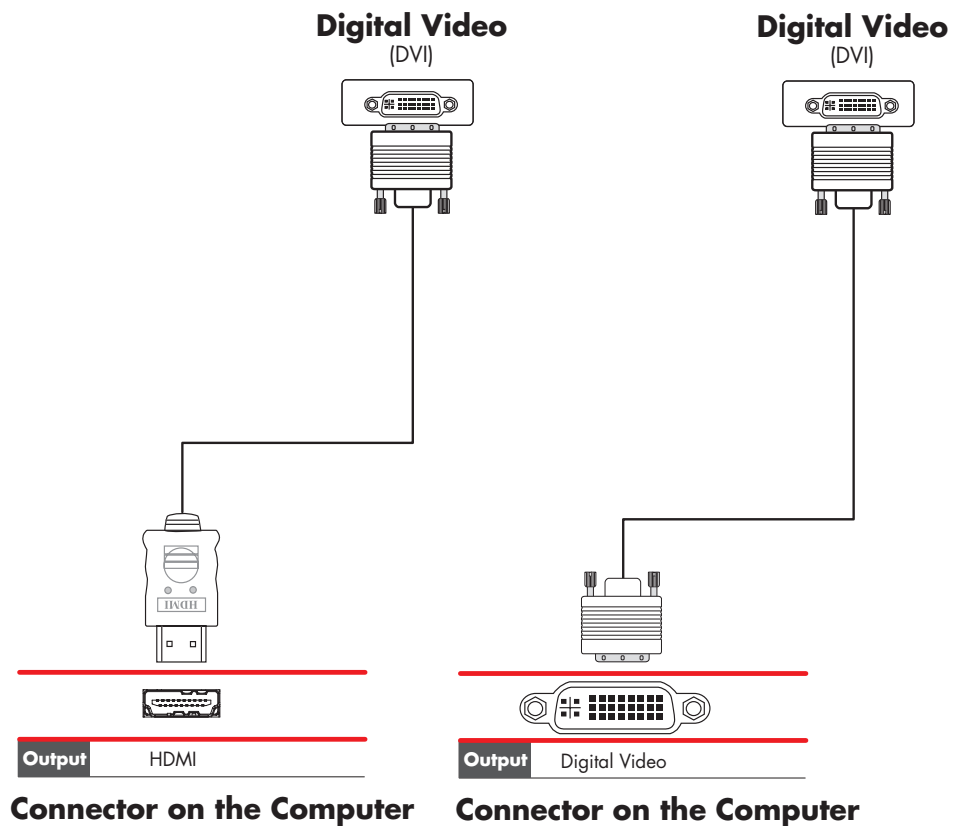 Digital Video
(DVI)
Digital Video
(DVI)
HDMI
Output HDMI
Output Digital Video
Connector on the Computer
Connector on the Computer